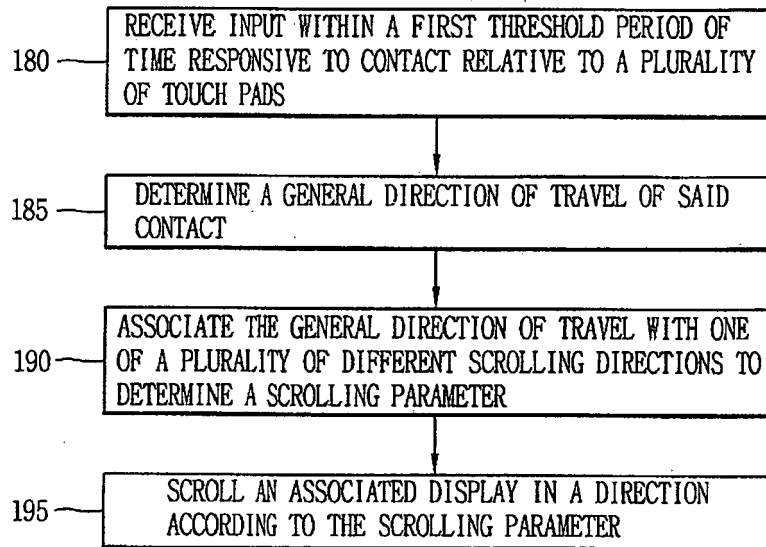 180
RECEIVE INPUT WITHIN A FIRST THRESHOLD PERIOD OF
TIME RESPONSIVE TO CONTACT RELATIVE TO A PLURALITY
OF TOUCH PADS
185
DETERMINE A GENERAL DIRECTION OF TRAVEL OF SAID
CONTACT
190
ASSOCIATE THE GENERAL DIRECTION OF TRAVEL WITH ONE
OF A PLURALITY OF DIFFERENT SCROLLING DIRECTIONS TO
DETERMINE A SCROLLING PARAMETER
195
SCROLL AN ASSOCIATED DISPLAY IN A DIRECTION
ACCORDING TO THE SCROLLING PARAMETER